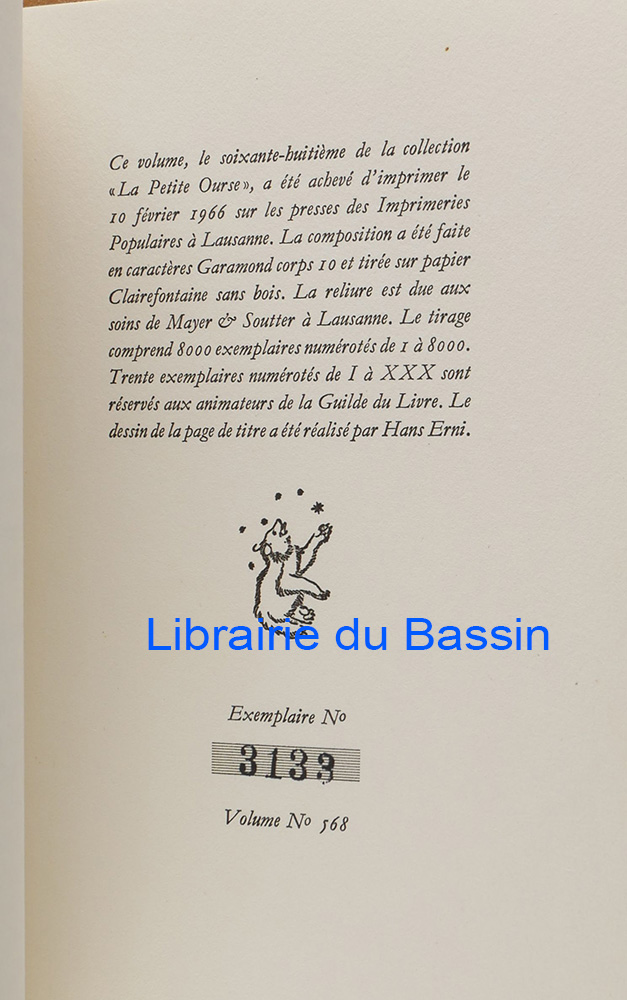 Ce volume, le soixante-huitième de la collection
«La Petite Ourse», a été achevé d'imprimer le
10 février 1966 sur les presses des Imprimeries
Populaires à Lausanne. La composition a été faite
en caractères Garamond corps 10 et tirée sur papier
Clairefontaine sans bois. La reliure est due aux
soins de Mayer & Soutter à Lausanne. Le tirage
comprend 8000 exemplaires numérotés de 1 à 8000.
Trente exemplaires numérotés de I à XXX sont
réservés aux animateurs de la Guilde du Livre. Le
dessin de la page de titre a été réalisé par Hans Erni.
Librairie du Bassin
Exemplaire No
3133
Volume No 568